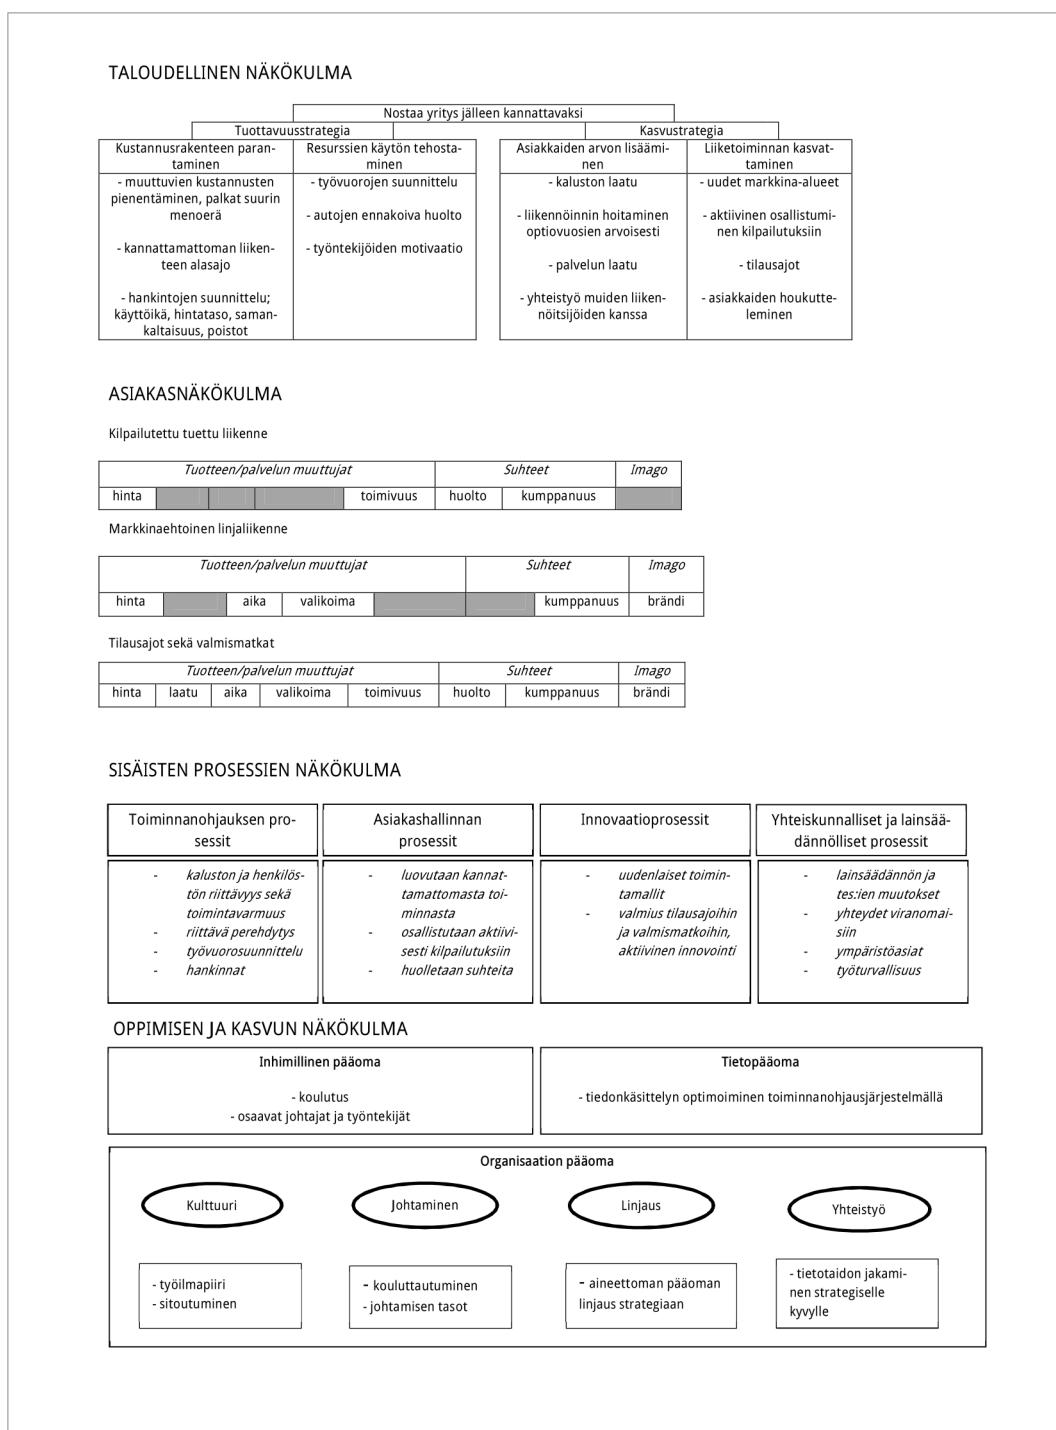 TALOUDELLINEN NÄKÖKULMA
Nostaa yritys jälleen kannattavaksi
Tuottavuusstrategia
Kasvustrategia
Kustannusrakenteen paran-
taminen
Resurssien käytön tehosta-
minen
Asiakkaiden arvon lisäämi-
nen
Liiketoiminnan kasvat-
taminen
- muuttuvien kustannusten
pienentäminen, palkat suurin
menoerä
- kannattamattoman liiken-
teen alasajo
- hankintojen suunnittelu;
käyttöikä, hintataso, saman-
kaltaisuus, poistot
- työvuorojen suunnittelu
- autojen ennakoiva huolto
- työntekijöiden motivaatio
- kaluston laatu
- liikennöinnin hoitaminen
optiovuosien arvoisesti
- palvelun laatu
- yhteistyö muiden liiken-
nöitsijöiden kanssa
- uudet markkina-alueet
- aktiivinen osallistumi-
nen kilpailutuksiin
- tilausajot
- asiakkaiden houkutte-
leminen
ASIAKASNÄKÖKULMA
Kilpailutettu tuettu liikenne
Tuotteen/palvelun muuttujat Suhteet Imago
hinta toimivuus huolto kumppanuus
Markkinaehtoinen linjaliikenne
Tuotteen/palvelun muuttujat Suhteet Imago
hinta aika valikoima kumppanuus brändi
Tilausajot sekä valmismatkat
Tuotteen/palvelun muuttujat Suhteet Imago
hinta laatu aika valikoima toimivuus huolto kumppanuus brändi
SISÄISTEN PROSESSIEN NÄKÖKULMA
Toiminnanohjauksen pro-
sessit
Asiakashallinnan
prosessit
Innovaatioprosessit
Yhteiskunnalliset ja lainsää-
dännölliset prosessit
- kaluston ja henkilös-
tön riittävyys sekä
toimintavarmuus
- riittävä perehdytys
- työvuorosuunnittelu
- hankinnat
- luovutaan kannat-
tamattomasta toi-
minnasta
- osallistutaan aktiivi-
sesti kilpailutuksiin
- huolletaan suhteita
- uudenlaiset toimin-
tamallit
- valmius tilausajoihin
ja valmismatkoihin,
aktiivinen innovointi
- lainsäädännön ja
tes:ien muutokset
- yhteydet viranomai-
siin
- ympäristöasiat
- työturvallisuus
OPPIMISEN JA KASVUN NÄKÖKULMA
Inhimillinen pääoma
- koulutus
- osaavat johtajat ja työntekijät
Tietopääoma
- tiedonkäsittelyn optimoiminen toiminnanohjausjärjestelmällä
Organisaation pääoma
Kulttuuri
Johtaminen
Linjaus
Yhteistyö
- työilmapiiri
- sitoutuminen
- kouluttautuminen
- johtamisen tasot
- aineettoman pääoman
linjaus strategiaan
- tietotaidon jakami-
nen strategiselle
kyvylle